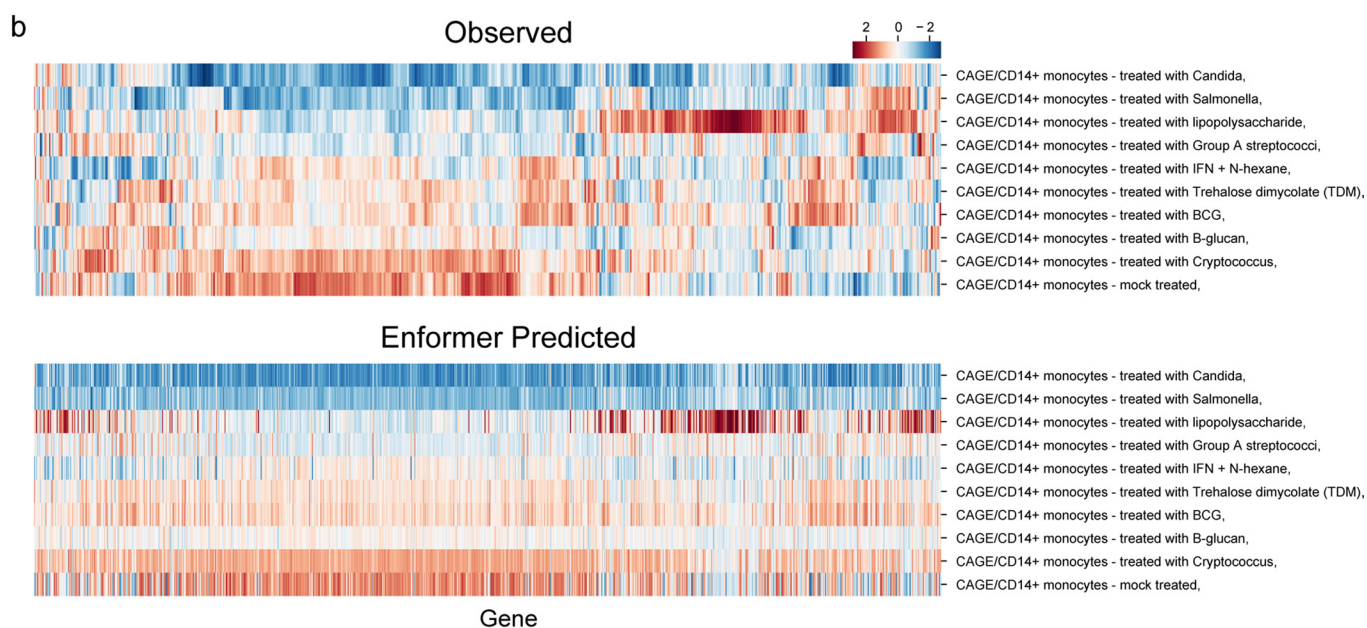 b
Observed
2 0 −2
CAGE/CD14+ monocytes - treated with Candida,
CAGE/CD14+ monocytes - treated with Salmonella,
CAGE/CD14+ monocytes - treated with lipopolysaccharide,
CAGE/CD14+ monocytes - treated with Group A streptococci,
CAGE/CD14+ monocytes - treated with IFN + N-hexane,
CAGE/CD14+ monocytes - treated with Trehalose dimycolate (TDM),
CAGE/CD14+ monocytes - treated with BCG,
CAGE/CD14+ monocytes - treated with B-glucan,
CAGE/CD14+ monocytes - treated with Cryptococcus,
CAGE/CD14+ monocytes - mock treated,
Enformer Predicted
CAGE/CD14+ monocytes - treated with Candida,
CAGE/CD14+ monocytes - treated with Salmonella,
CAGE/CD14+ monocytes - treated with lipopolysaccharide,
CAGE/CD14+ monocytes - treated with Group A streptococci,
CAGE/CD14+ monocytes - treated with IFN + N-hexane,
CAGE/CD14+ monocytes - treated with Trehalose dimycolate (TDM),
CAGE/CD14+ monocytes - treated with BCG,
CAGE/CD14+ monocytes - treated with B-glucan,
CAGE/CD14+ monocytes - treated with Cryptococcus,
CAGE/CD14+ monocytes - mock treated,
Gene